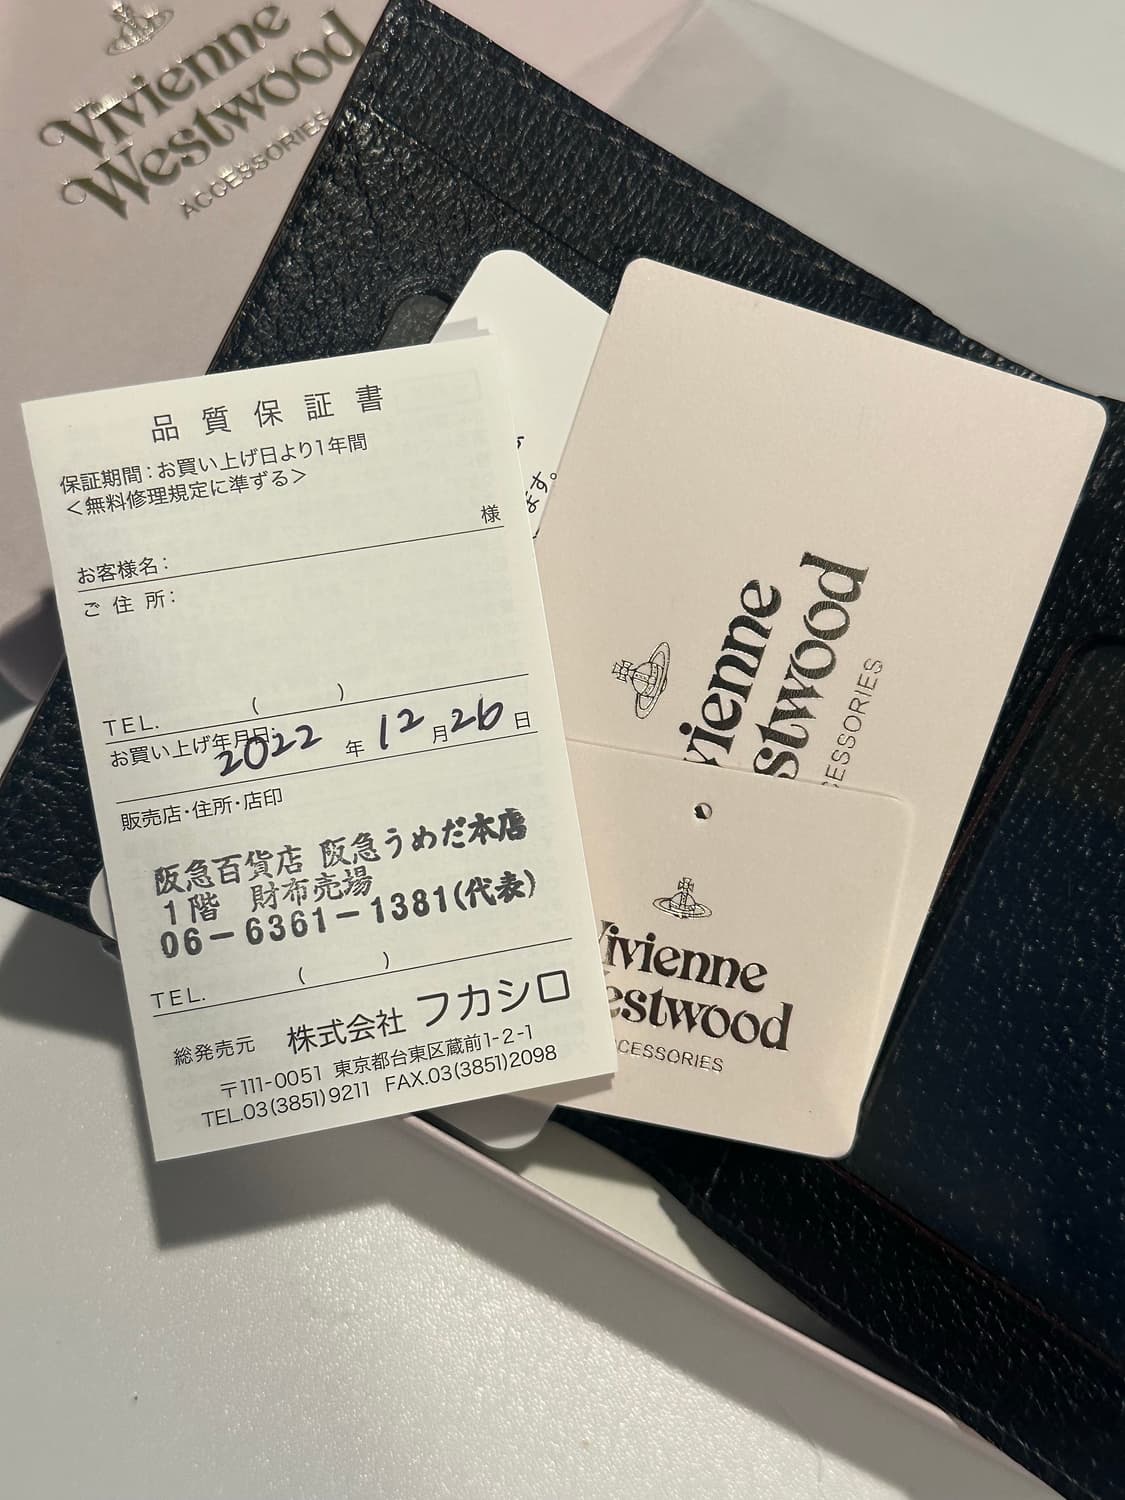 Vivienne
Westwood
ACCESSORIES
品質保証書
保証期間：お買い上げ日より1年間
＜無料修理規定に準ずる＞
様
お客様名：
ご住所：
TEL. ( )
お買い上げ年月日： 2022 年 12 月 26 日
販売店・住所・店印
阪急百貨店 阪急うめだ本店
1階 財布売場
06-6361-1381(代表)
TEL. ( )
総発売元 株式会社 フカシロ
〒111-0051 東京都台東区蔵前1-2-1
TEL.03(3851)9211 FAX.03(3851)2098
ます。
vienne
stwood
CESSORIES
Vivienne
estwood
CCESSORIES